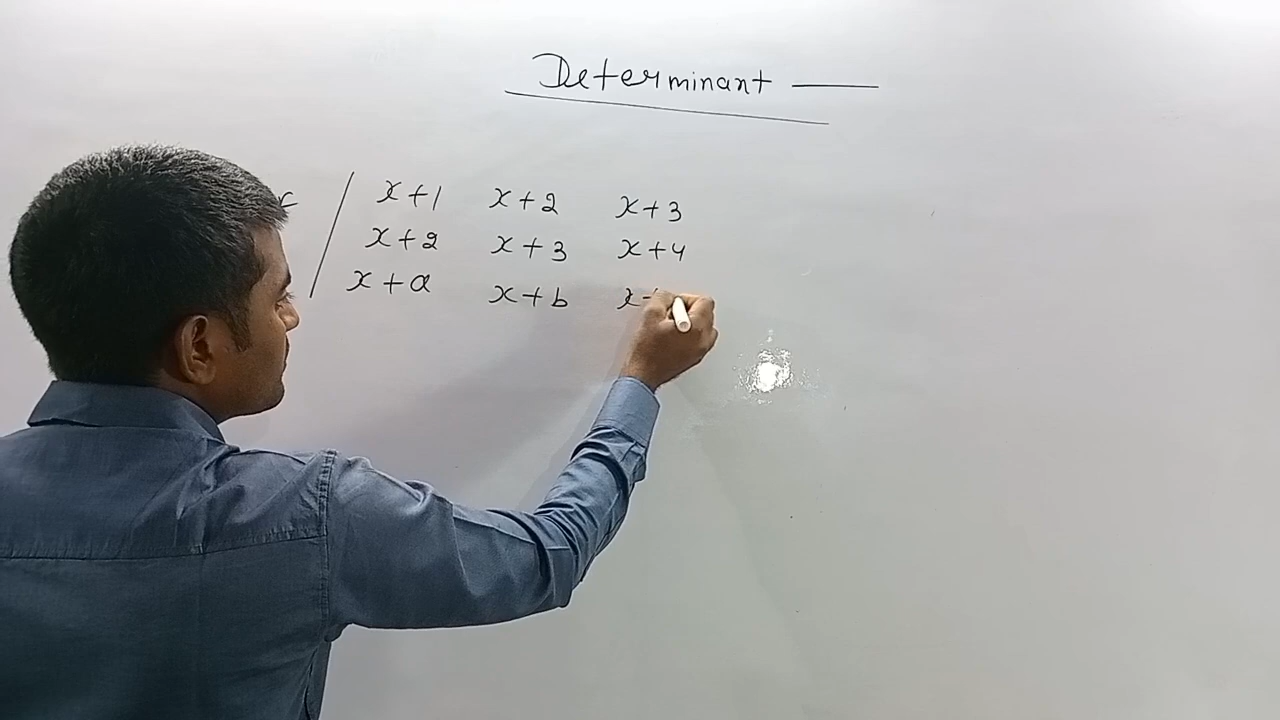 Determinant —
| x+1 x+2 x+3
x+2 x+3 x+4
x+a x+b x+